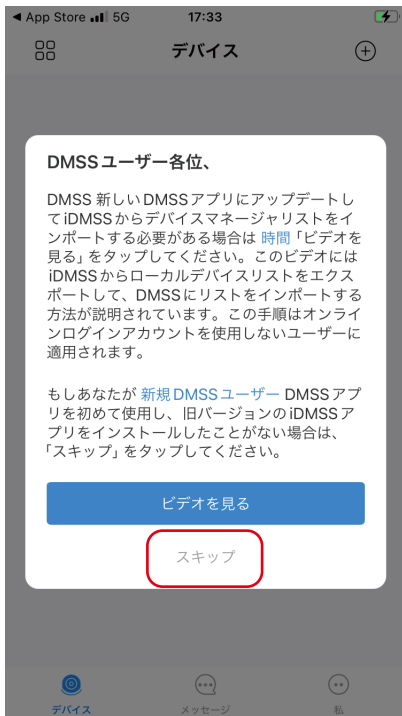 ◀ App Store 5G 17:33
デバイス
DMSSユーザー各位、
DMSS 新しいDMSSアプリにアップデートし
てiDMSSからデバイスマネージャリストをイ
ンポートする必要がある場合は 時間「ビデオを
見る」をタップしてください。このビデオには
iDMSSからローカルデバイスリストをエクス
ポートして、DMSSにリストをインポートする
方法が説明されています。この手順はオンライ
ンログインアカウントを使用しないユーザーに
適用されます。
もしあなたが 新規DMSSユーザー DMSSアプ
リを初めて使用し、旧バージョンのiDMSSア
プリをインストールしたことがない場合は、
「スキップ」をタップしてください。
ビデオを見る
スキップ
デバイス メッセージ 私